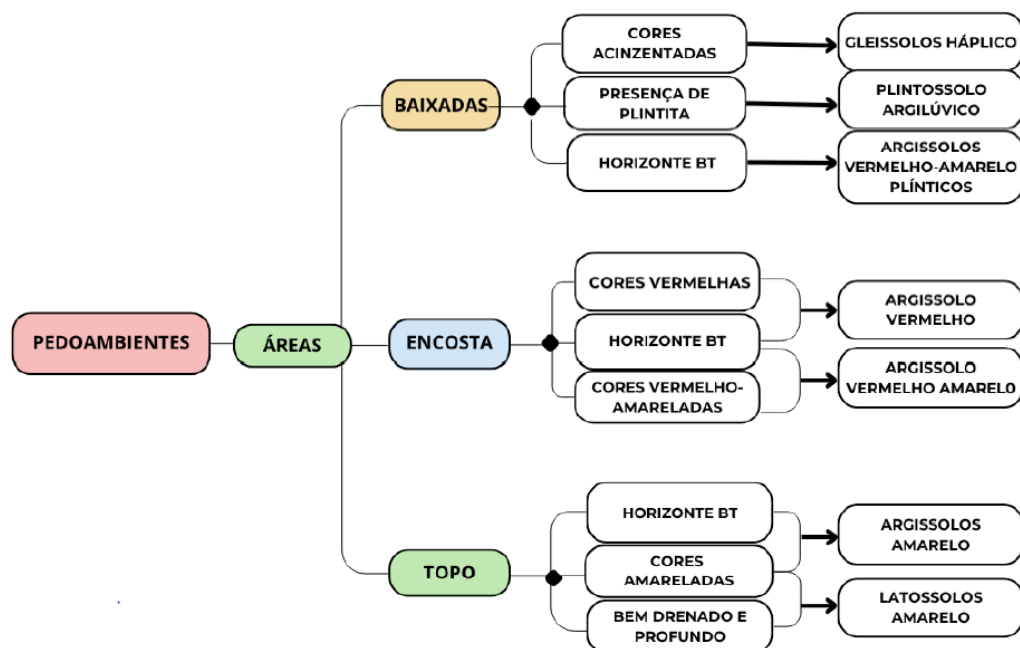 PEDOAMBIENTES
ÁREAS
BAIXADAS
CORES
ACINZENTADAS
GLEISSOLOS HÁPLICO
PRESENÇA DE
PLINTITA
PLINTOSSOLO
ARGILÚVICO
HORIZONTE BT
ARGISSOLOS
VERMELHO-AMARELO
PLÍNTICOS
ENCOSTA
CORES VERMELHAS
HORIZONTE BT
CORES VERMELHO-
AMARELADAS
ARGISSOLO
VERMELHO
ARGISSOLO
VERMELHO AMARELO
TOPO
HORIZONTE BT
CORES
AMARELADAS
BEM DRENADO E
PROFUNDO
ARGISSOLOS
AMARELO
LATOSSOLOS
AMARELO